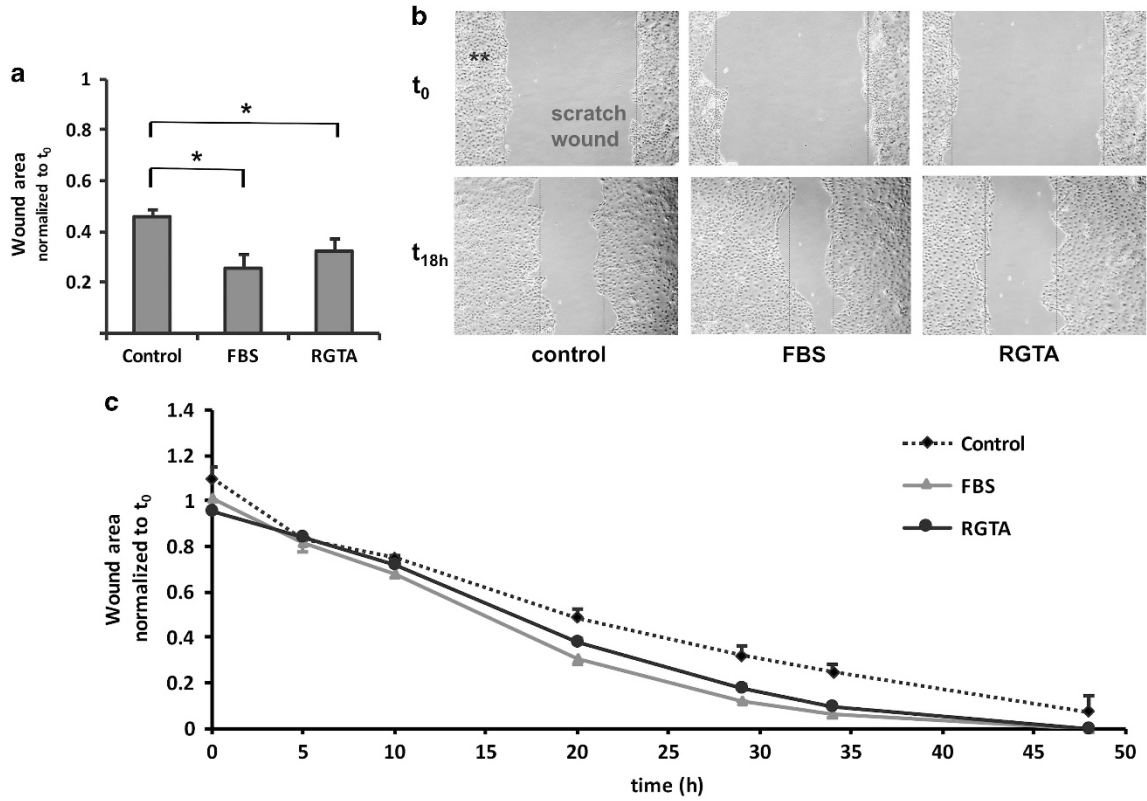 a
Wound area
normalized to t0
1
0.8
0.6
0.4
0.2
0
*
*
Control
FBS
RGTA
b
t0
**
scratch
wound
t18h
control
FBS
RGTA
c
Wound area
normalized to t0
1.4
1.2
1
0.8
0.6
0.4
0.2
0
0
5
10
15
20
25
30
35
40
45
50
time (h)
Control
FBS
RGTA